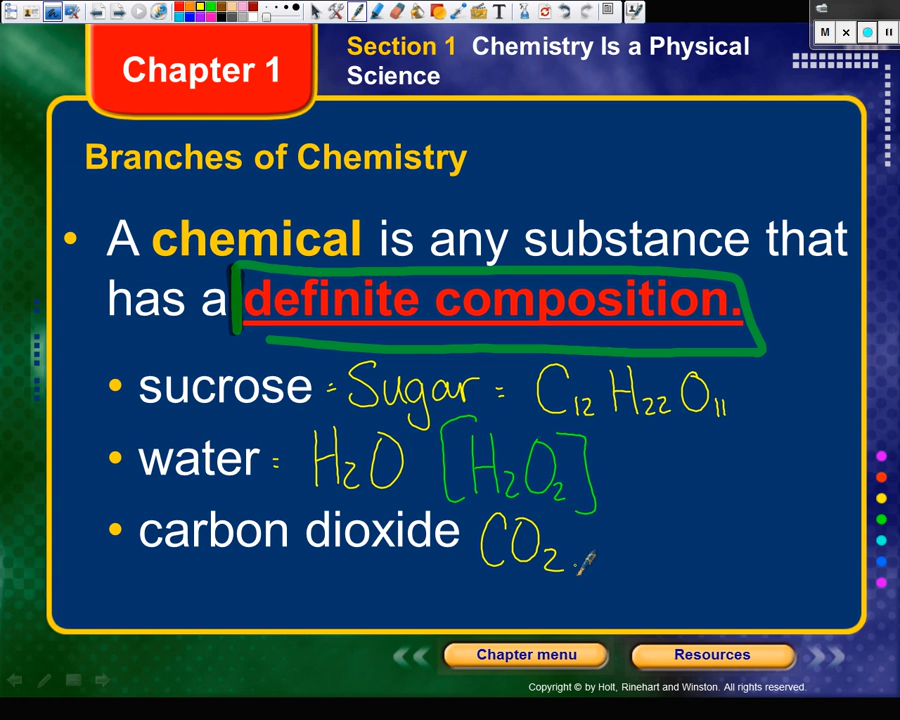 M
Chapter 1
Section 1 Chemistry Is a Physical
Science
Branches of Chemistry
• A chemical is any substance that
has a definite composition.
• sucrose = Sugar = C₁₂ H₂₂ O₁₁
• water = H₂O [H₂O₂]
• carbon dioxide CO₂
Chapter menu
Resources
Copyright © by Holt, Rinehart and Winston. All rights reserved.